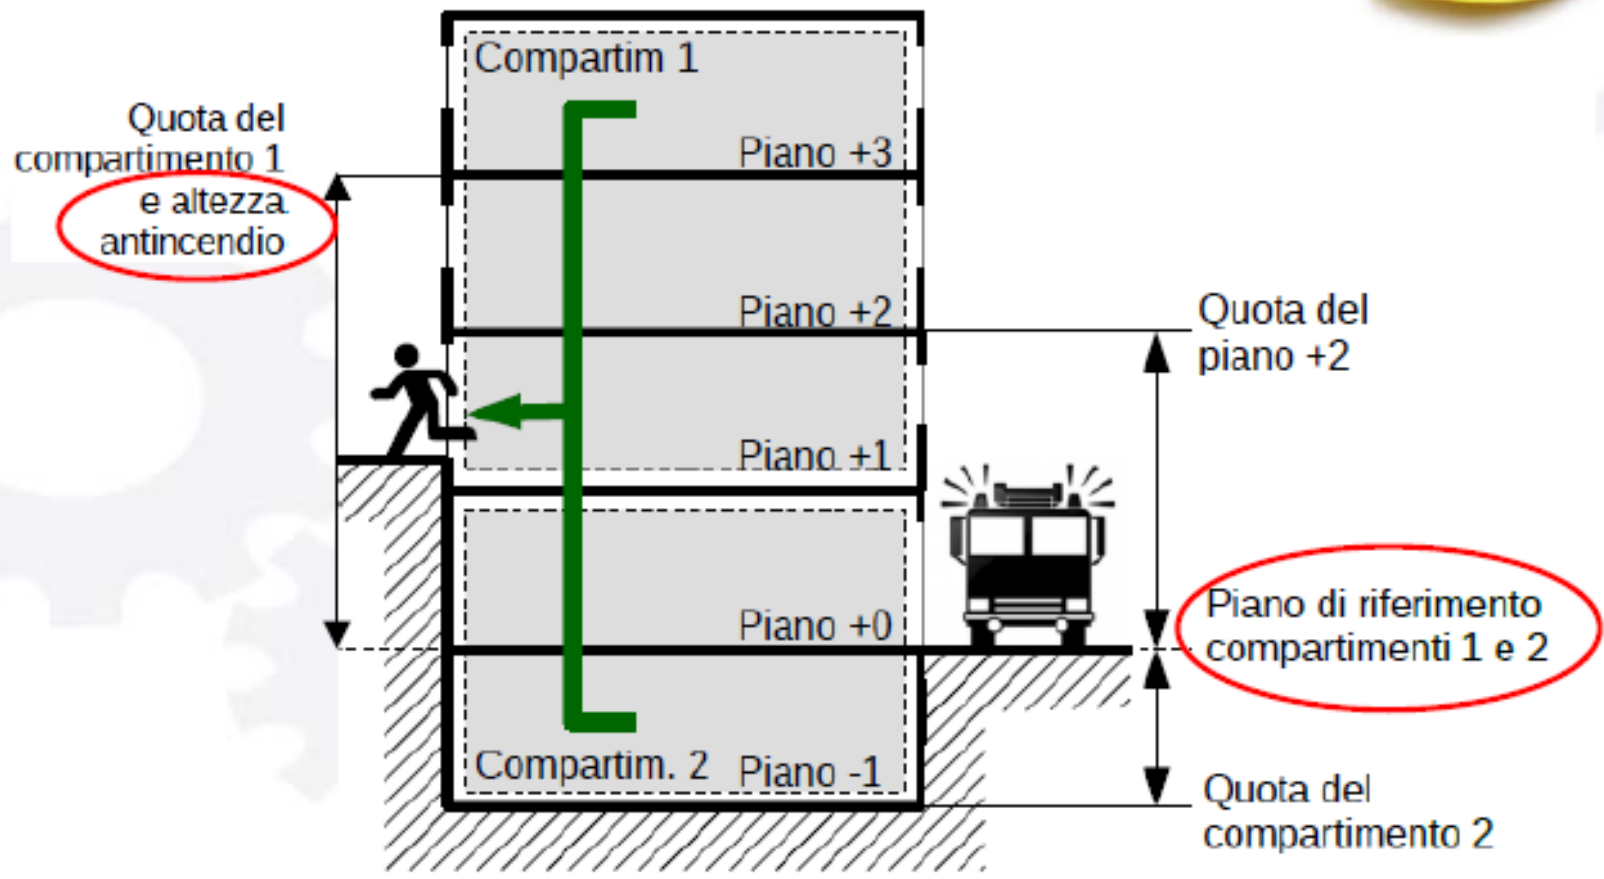 Compartim 1
Quota del
compartimento 1
e altezza
antincendio
Piano +3
Piano +2
Quota del
piano +2
Piano +1
Piano +0
Piano di riferimento
compartimenti 1 e 2
Compartim. 2
Piano -1
Quota del
compartimento 2